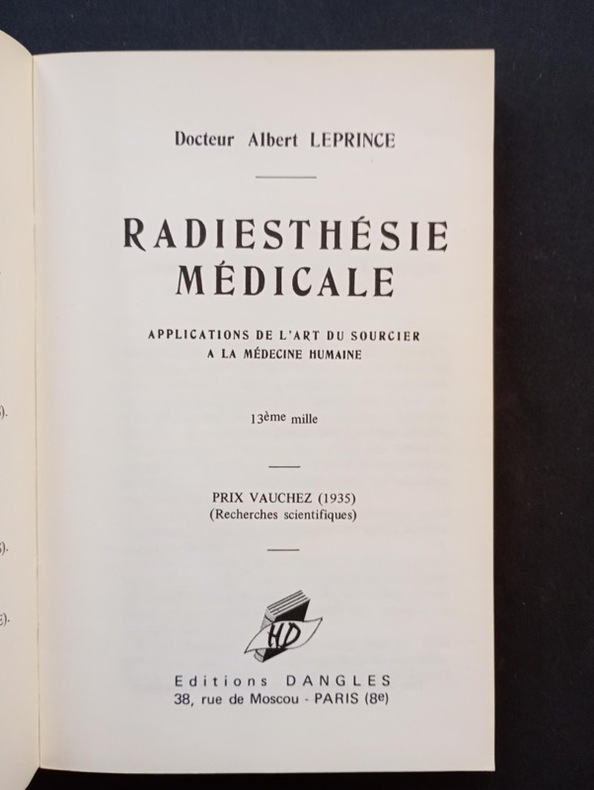 Docteur Albert LEPRINCE
RADIESTHÉSIE
MÉDICALE
APPLICATIONS DE L'ART DU SOURCIER
A LA MÉDECINE HUMAINE
13ème mille
PRIX VAUCHEZ (1935)
(Recherches scientifiques)
HD
Editions DANGLES
38, rue de Moscou - PARIS (8e)